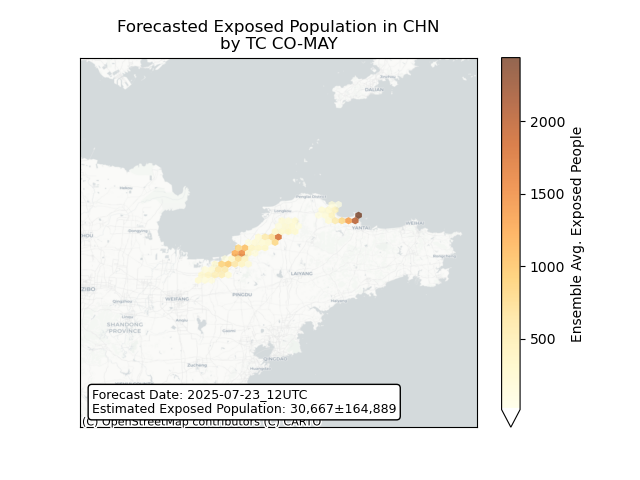 Forecasted Exposed Population in CHN
by TC CO-MAY
DALIAN
YANTAI
WEIHAI
LAIYANG
ZIBO
WEIFANG
PINGDU
SHANDONG
PROVINCE
QINGDAO
2000
1500
1000
500
Ensemble Avg. Exposed People
Forecast Date: 2025-07-23_12UTC
Estimated Exposed Population: 30,667±164,889
(C) OpenStreetMap contributors (C) CARTO